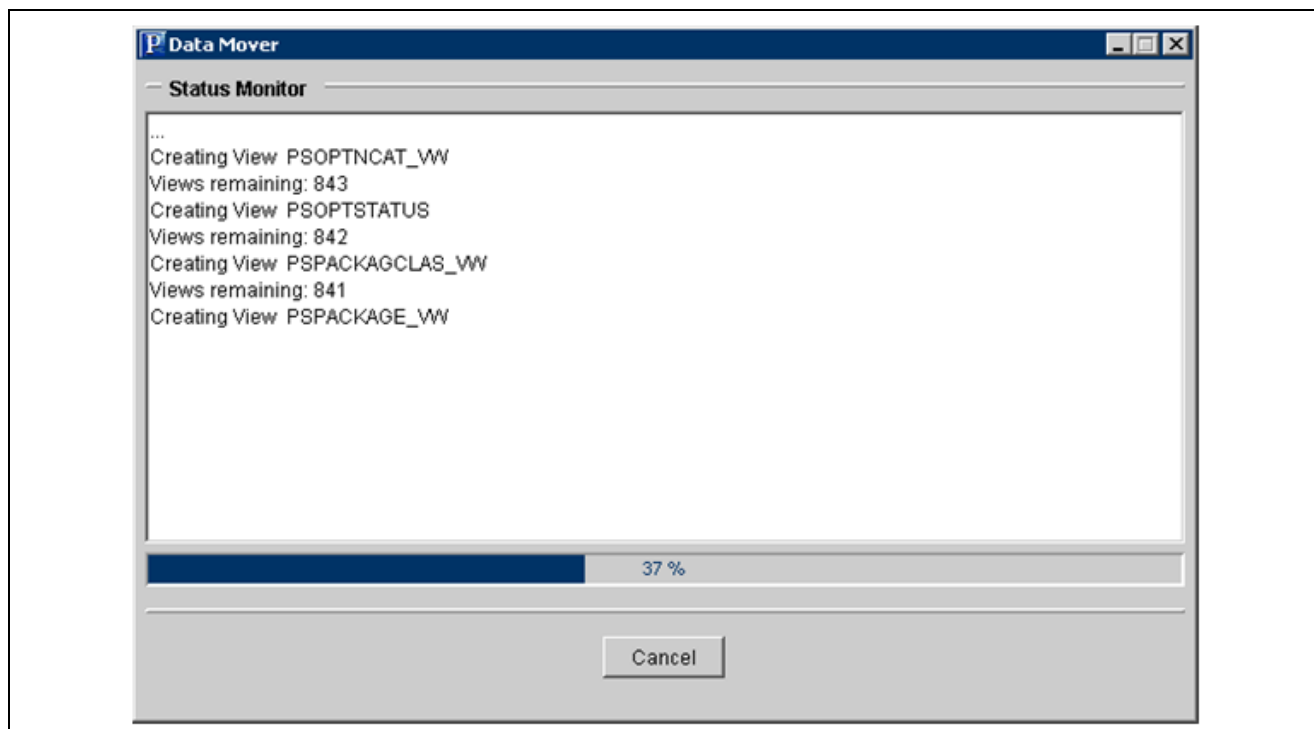 P Data Mover
Status Monitor
...
Creating View PSOPTNCAT_VW
Views remaining: 843
Creating View PSOPTSTATUS
Views remaining: 842
Creating View PSPACKAGCLAS_VW
Views remaining: 841
Creating View PSPACKAGE_VW
37 %
Cancel